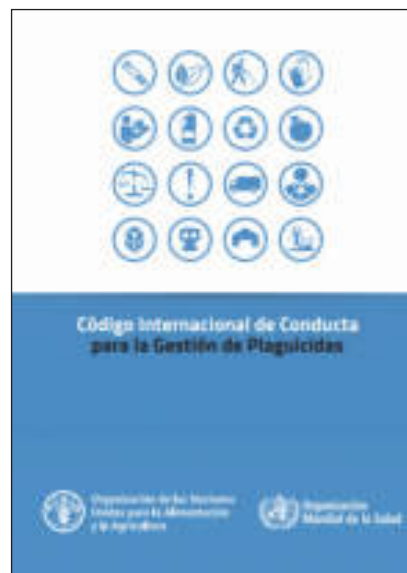 Código Internacional de Conducta
para la Gestión de Plaguicidas
Organización de las Naciones
Unidas para la Alimentación
y la Agricultura
Organización
Mundial de la Salud